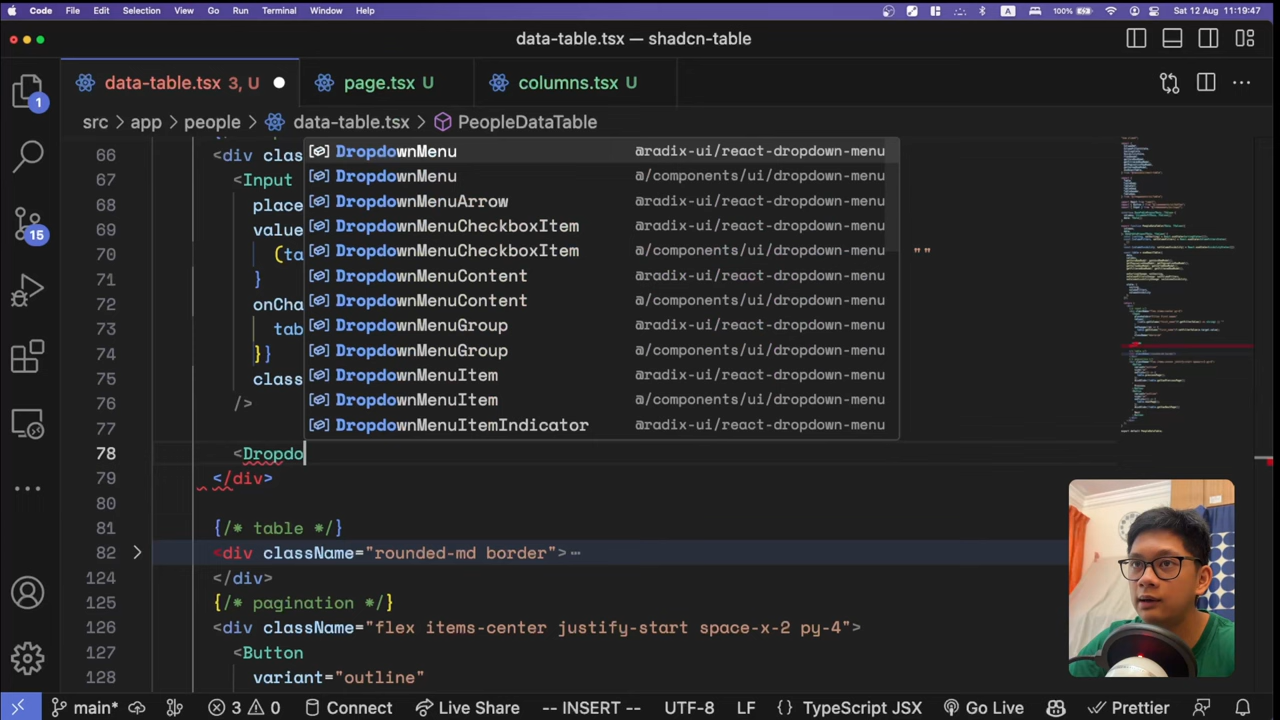 Code File Edit Selection View Go Run Terminal Window Help 100% A Sat 12 Aug 11:19:47
data-table.tsx — shadcn-table
data-table.tsx 3, U page.tsx U columns.tsx U
src > app > people > data-table.tsx > PeopleDataTable
66 <div clas
67 <Input
68 place
69 value
70 (ta ""
71 }
72 onCha
73 tab
74 }}
75 class
76 />
77
78 <Dropdo
79 </div>
80
81 {/* table */}
82 <div className="rounded-md border">
124 </div>
125 {/* pagination */}
126 <div className="flex items-center justify-start space-x-2 py-4">
127 <Button
128 variant="outline"
DropdownMenu @radix-ui/react-dropdown-menu
DropdownMenu @/components/ui/dropdown-menu
DropdownMenuArrow @radix-ui/react-dropdown-menu
DropdownMenuCheckboxItem @radix-ui/react-dropdown-menu
DropdownMenuCheckboxItem @/components/ui/dropdown-menu
DropdownMenuContent @radix-ui/react-dropdown-menu
DropdownMenuContent @/components/ui/dropdown-menu
DropdownMenuGroup @radix-ui/react-dropdown-menu
DropdownMenuGroup @/components/ui/dropdown-menu
DropdownMenuItem @radix-ui/react-dropdown-menu
DropdownMenuItem @/components/ui/dropdown-menu
DropdownMenuItemIndicator @radix-ui/react-dropdown-menu
1
15
main* 3 0 Connect Live Share -- INSERT -- UTF-8 LF {} TypeScript JSX Go Live Prettier